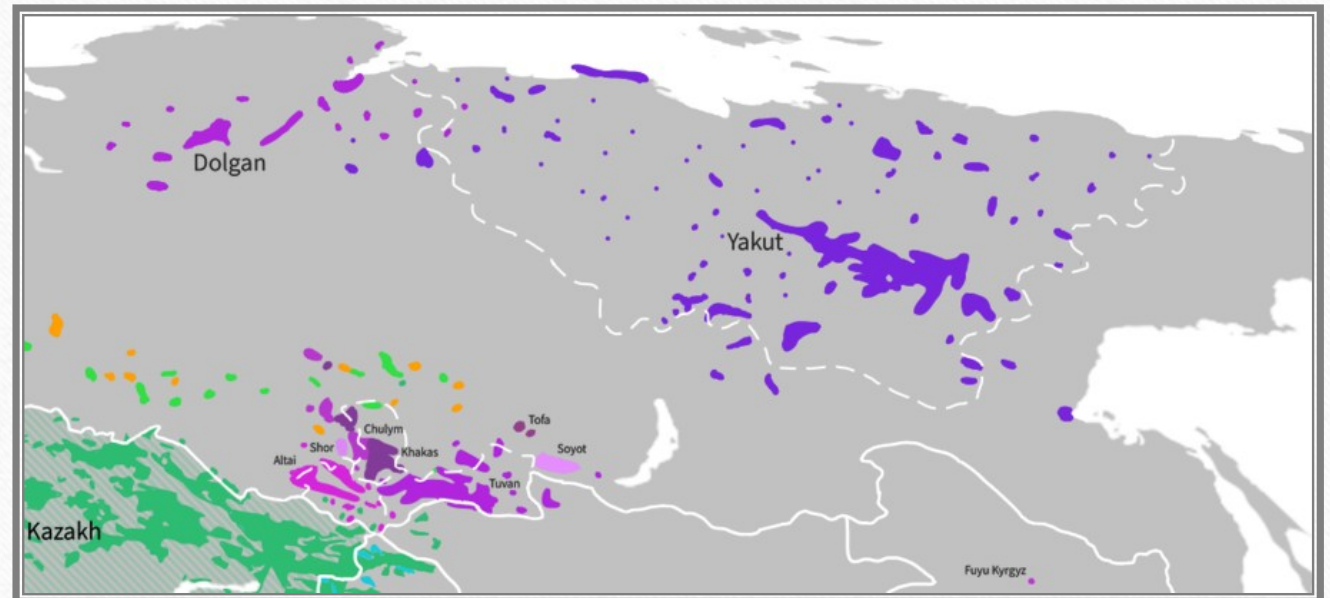 Dolgan
Yakut
Tofa
Chulym
Shor
Khakas
Soyot
Altai
Tuvan
Kazakh
Fuyu Kyrgyz